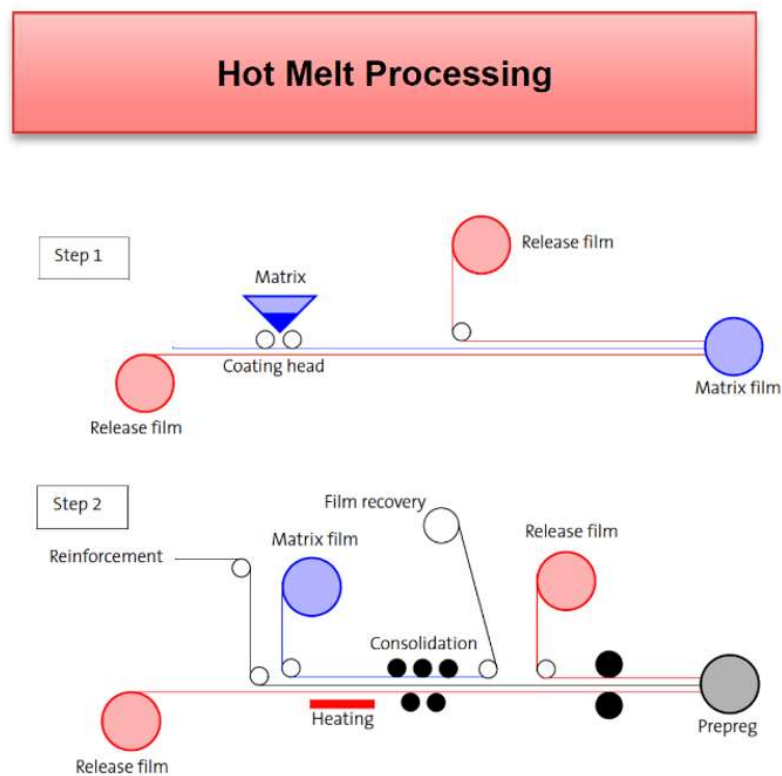 Hot Melt Processing
Step 1
Release film
Matrix
Coating head
Matrix film
Release film
Step 2
Film recovery
Release film
Reinforcement
Matrix film
Consolidation
Heating
Prepreg
Release film